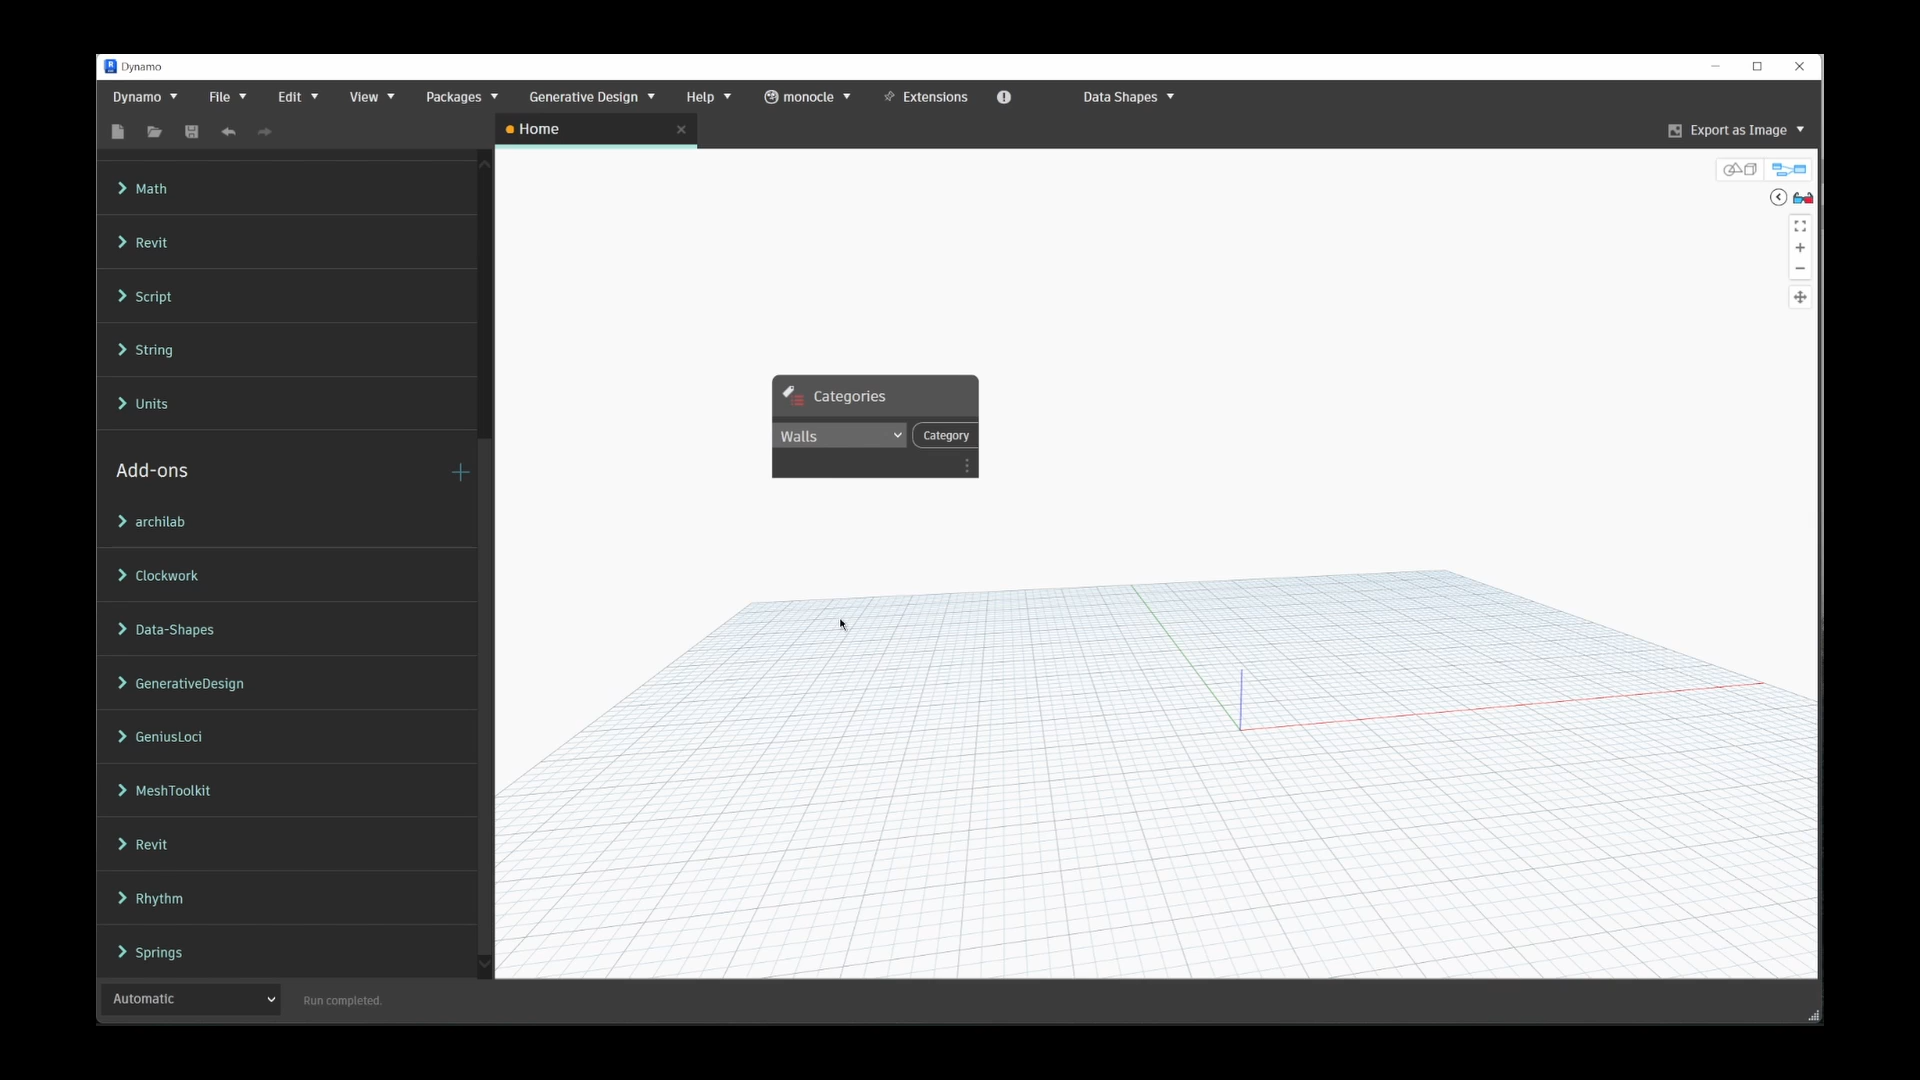 Dynamo
Dynamo File Edit View Packages Generative Design Help monocle Extensions Data Shapes
Home
Export as Image
Math
Revit
Script
String
Units
Add-ons
archilab
Clockwork
Data-Shapes
GenerativeDesign
GeniusLoci
MeshToolkit
Revit
Rhythm
Springs
Categories
Walls Category
Automatic Run completed.